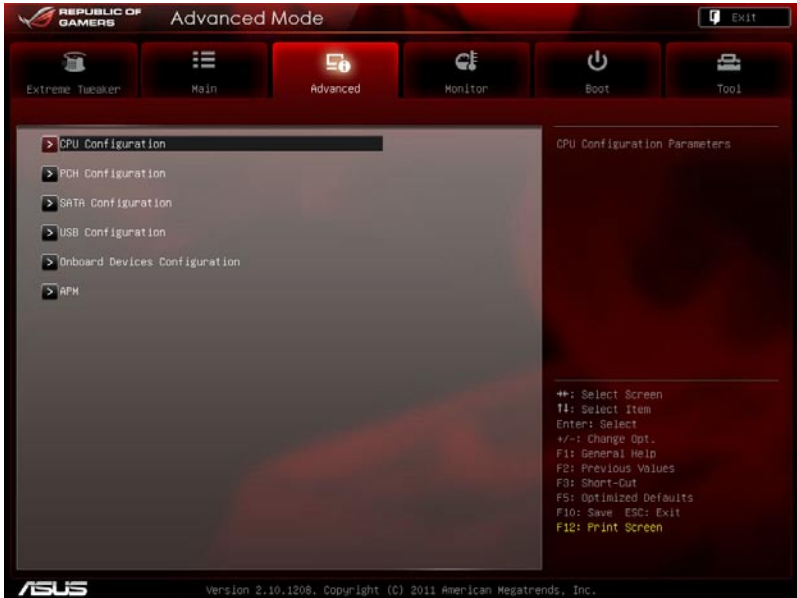 REPUBLIC OF
GAMERS
Advanced Mode
Exit
Extreme Tweaker
Main
Advanced
Monitor
Boot
Tool
> CPU Configuration
> PCH Configuration
> SATA Configuration
> USB Configuration
> Onboard Devices Configuration
> APM
CPU Configuration Parameters
→←: Select Screen
↑↓: Select Item
Enter: Select
+/-: Change Opt.
F1: General Help
F2: Previous Values
F3: Short-Cut
F5: Optimized Defaults
F10: Save ESC: Exit
F12: Print Screen
ASUS
Version 2.10.1208. Copyright (C) 2011 American Megatrends, Inc.